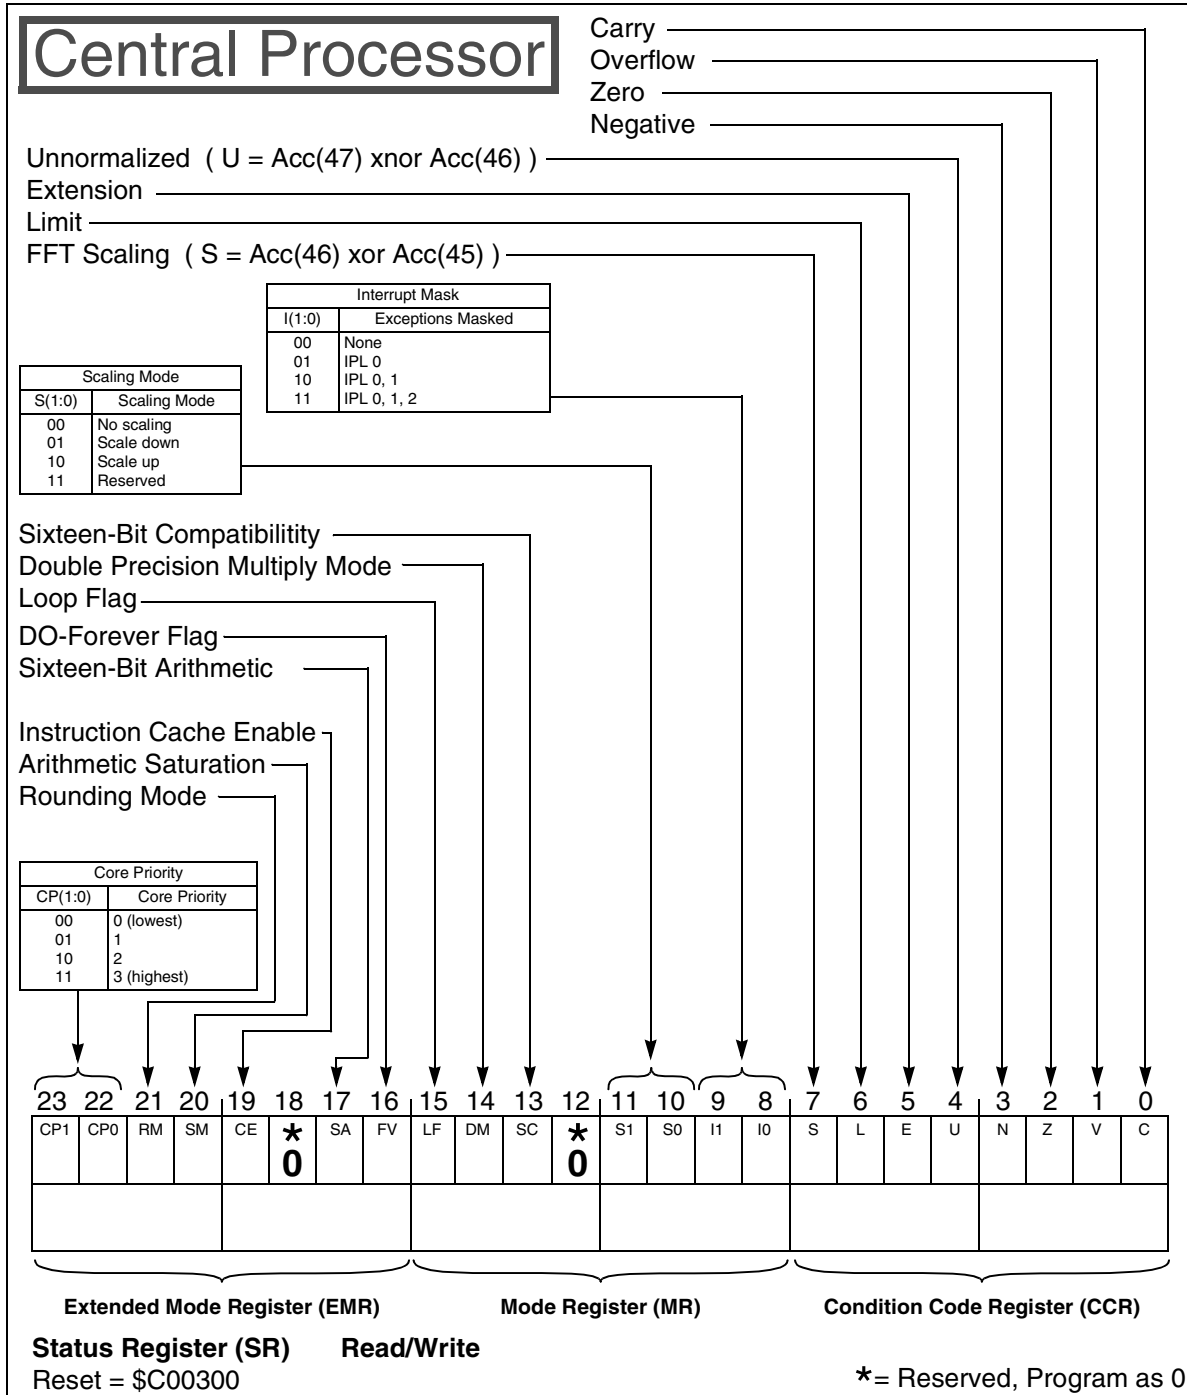 Central Processor
Carry
Overflow
Zero
Negative
Unnormalized ( U = Acc(47) xnor Acc(46) )
Extension
Limit
FFT Scaling ( S = Acc(46) xor Acc(45) )
Interrupt Mask
I(1:0) Exceptions Masked
00 None
01 IPL 0
10 IPL 0, 1
11 IPL 0, 1, 2
Scaling Mode
S(1:0) Scaling Mode
00 No scaling
01 Scale down
10 Scale up
11 Reserved
Sixteen-Bit Compatibilitity
Double Precision Multiply Mode
Loop Flag
DO-Forever Flag
Sixteen-Bit Arithmetic
Instruction Cache Enable
Arithmetic Saturation
Rounding Mode
Core Priority
CP(1:0) Core Priority
00 0 (lowest)
01 1
10 2
11 3 (highest)
23 22 21 20 19 18 17 16 15 14 13 12 11 10 9 8 7 6 5 4 3 2 1 0
CP1 CP0 RM SM CE * SA FV LF DM SC * S1 S0 I1 I0 S L E U N Z V C
0 0
Extended Mode Register (EMR) Mode Register (MR) Condition Code Register (CCR)
Status Register (SR) Read/Write
Reset = $C00300
*= Reserved, Program as 0